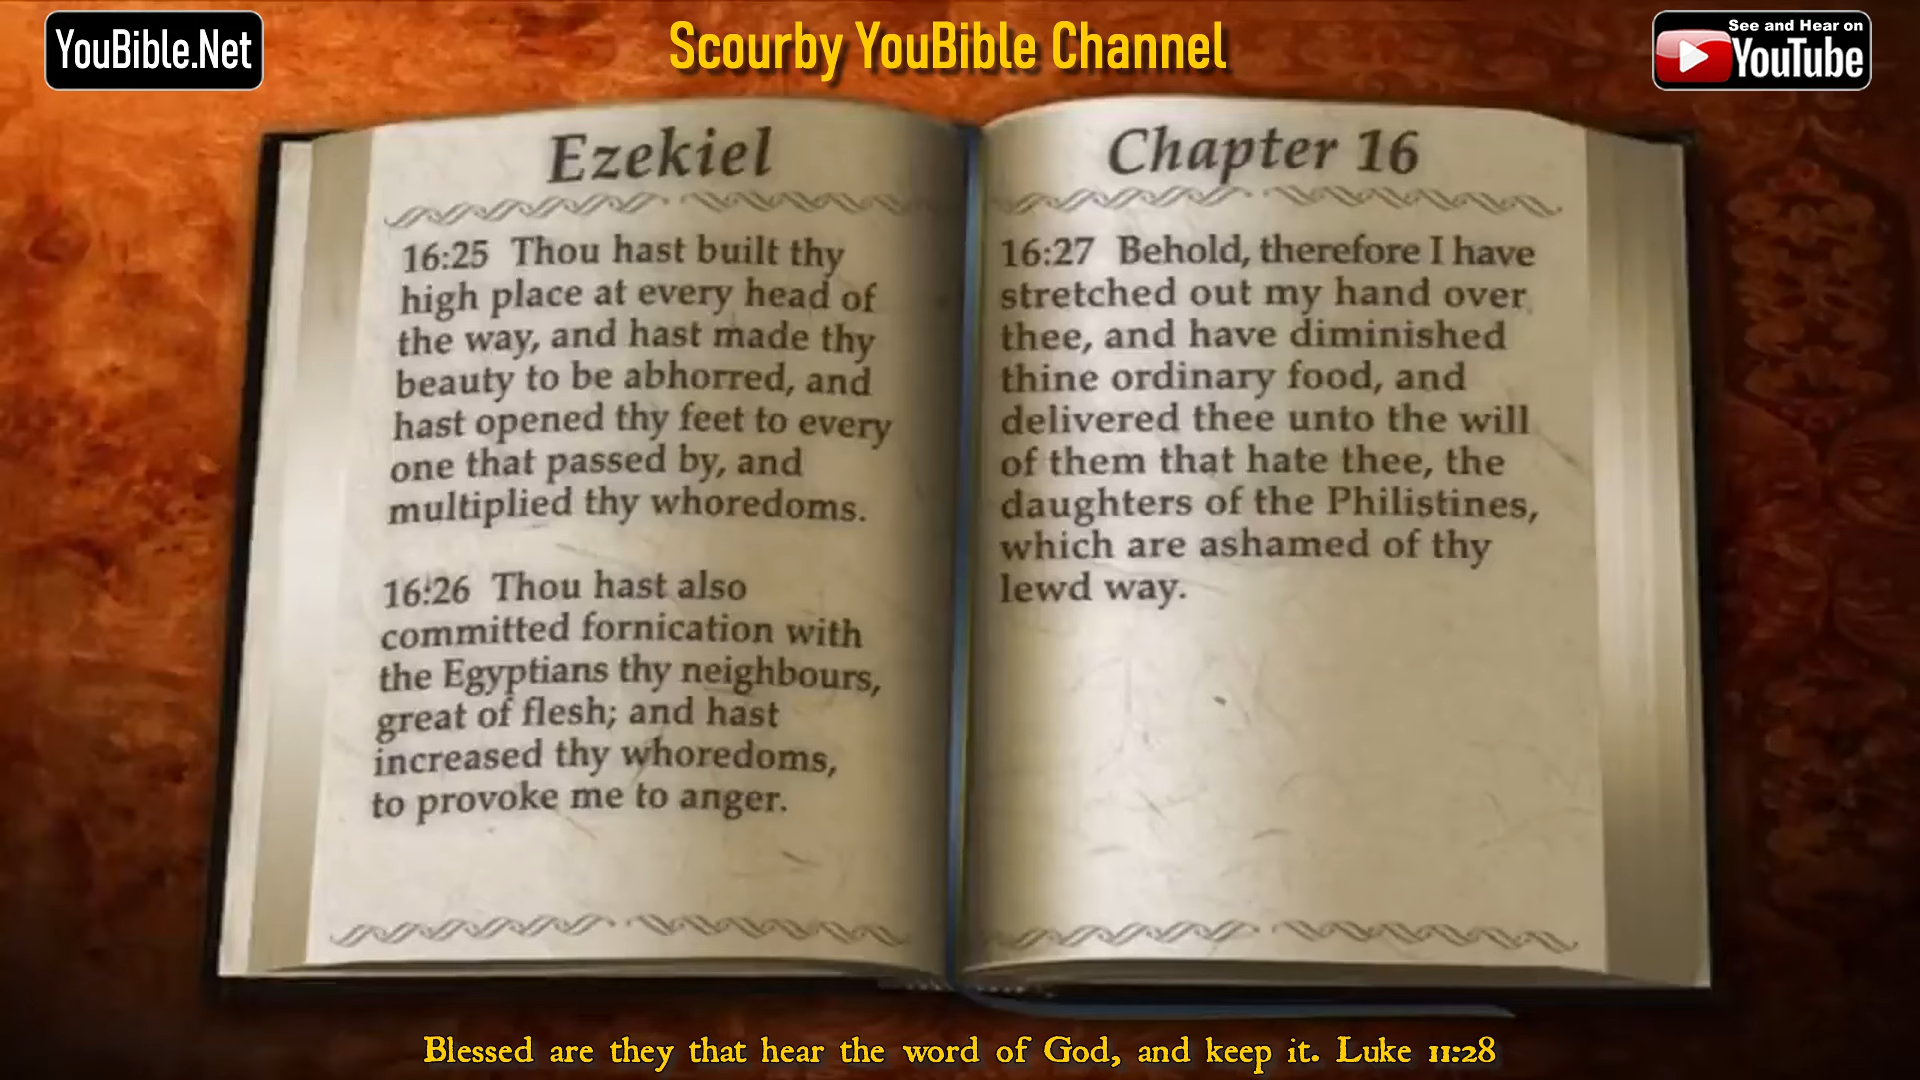 YouBible.Net
Scourby YouBible Channel
See and Hear on
YouTube
Ezekiel
16:25 Thou hast built thy
high place at every head of
the way, and hast made thy
beauty to be abhorred, and
hast opened thy feet to every
one that passed by, and
multiplied thy whoredoms.
16:26 Thou hast also
committed fornication with
the Egyptians thy neighbours,
great of flesh; and hast
increased thy whoredoms,
to provoke me to anger.
Chapter 16
16:27 Behold, therefore I have
stretched out my hand over
thee, and have diminished
thine ordinary food, and
delivered thee unto the will
of them that hate thee, the
daughters of the Philistines,
which are ashamed of thy
lewd way.
Blessed are they that hear the word of God, and keep it. Luke 11:28